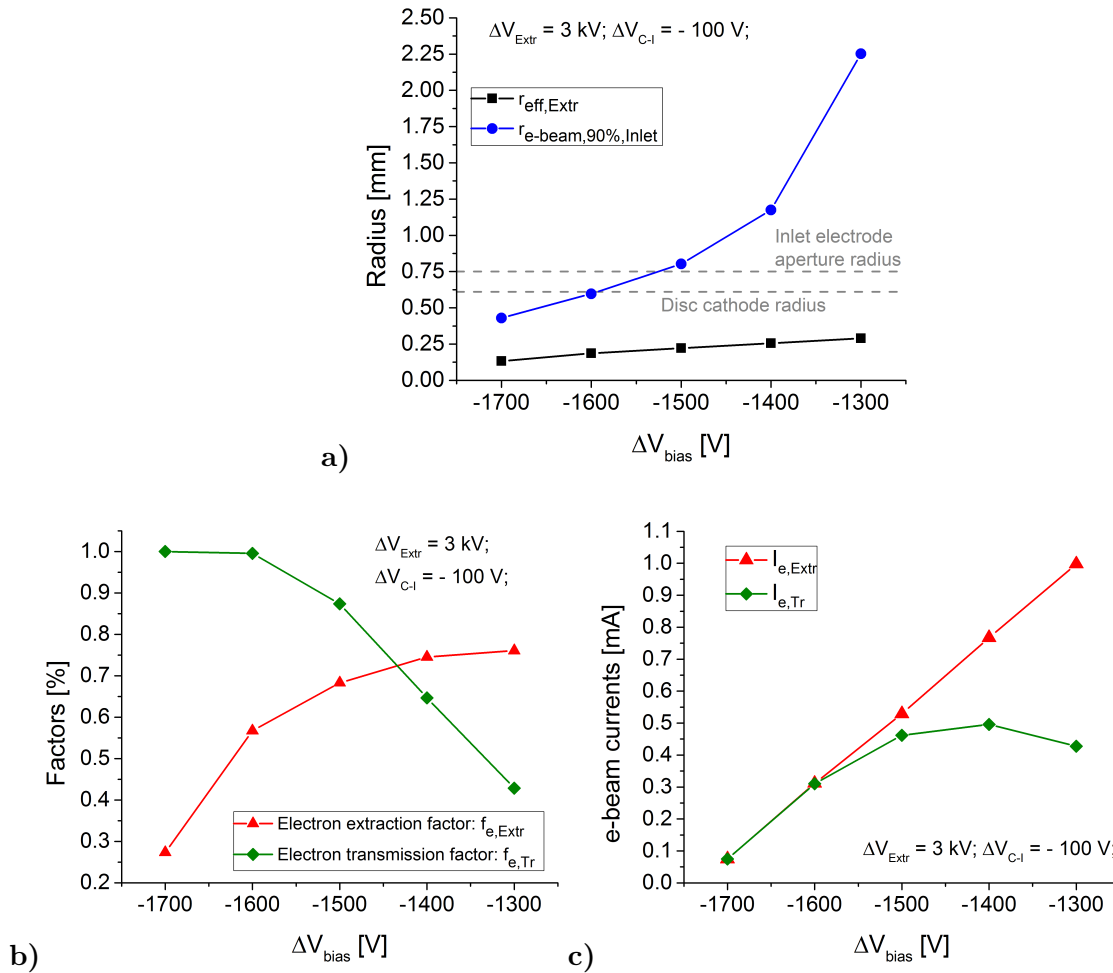 2.50
2.25
2.00
1.75
1.50
1.25
1.00
0.75
0.50
0.25
0.00
Radius [mm]
ΔV_Extr = 3 kV; ΔV_C-I = - 100 V;
r_eff,Extr
r_e-beam,90%,Inlet
Inlet electrode
aperture radius
Disc cathode radius
-1700 -1600 -1500 -1400 -1300
ΔV_bias [V]
a)
1.0
0.9
0.8
0.7
0.6
0.5
0.4
0.3
0.2
Factors [%]
ΔV_Extr = 3 kV;
ΔV_C-I = - 100 V;
Electron extraction factor: f_e,Extr
Electron transmission factor: f_e,Tr
-1700 -1600 -1500 -1400 -1300
ΔV_bias [V]
b)
1.1
1.0
0.9
0.8
0.7
0.6
0.5
0.4
0.3
0.2
0.1
0.0
e-beam currents [mA]
I_e,Extr
I_e,Tr
ΔV_Extr = 3 kV; ΔV_C-I = - 100 V;
-1700 -1600 -1500 -1400 -1300
ΔV_bias [V]
c)